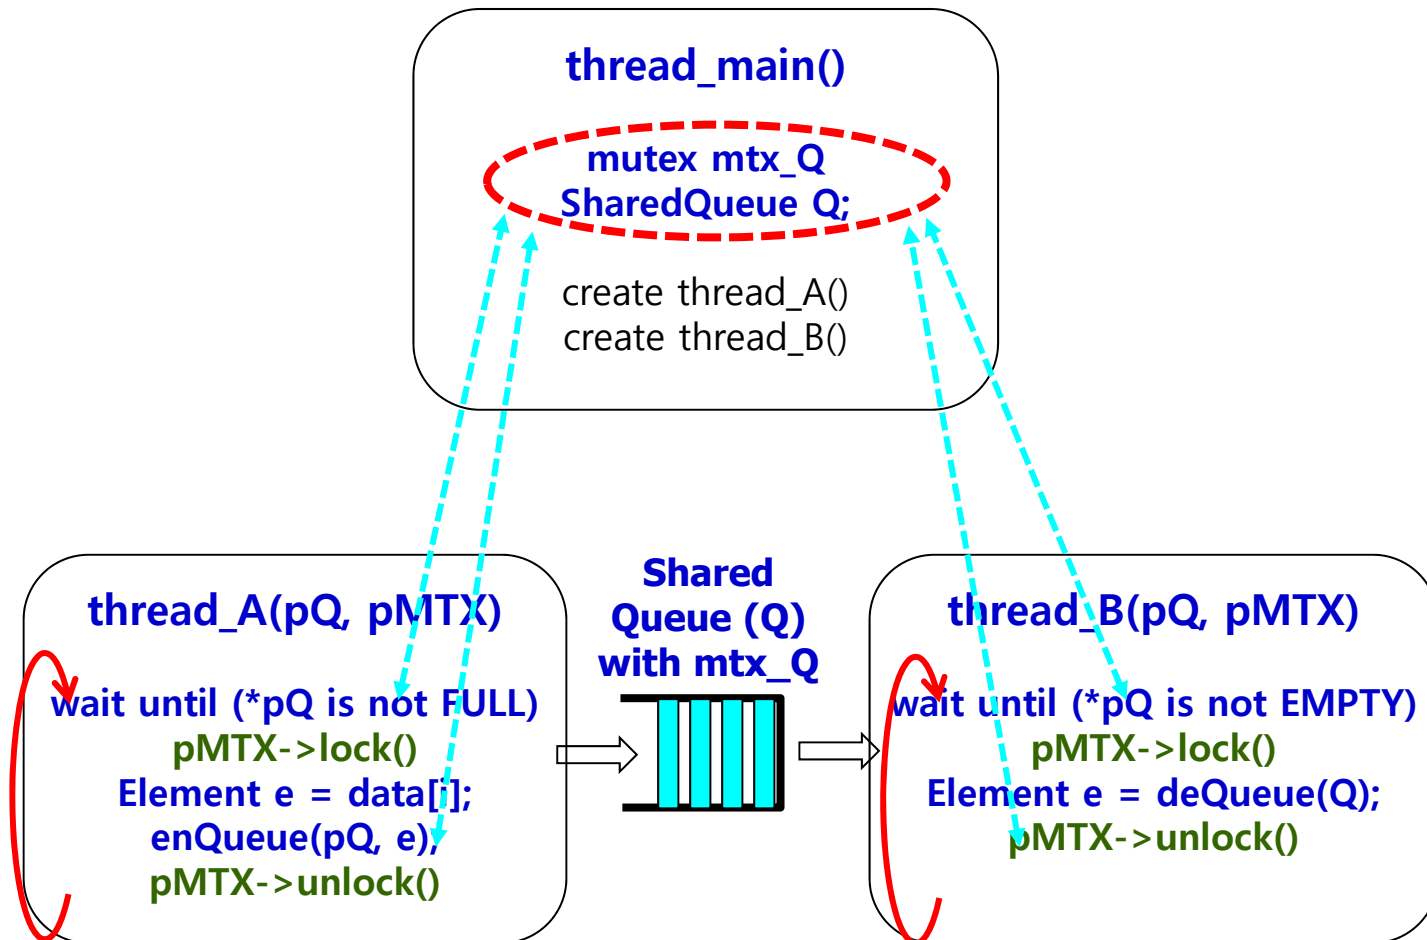 thread_main()
mutex mtx_Q
SharedQueue Q;
create thread_A()
create thread_B()
thread_A(pQ, pMTX)
wait until (*pQ is not FULL)
pMTX->lock()
Element e = data[i];
enQueue(pQ, e);
pMTX->unlock()
Shared
Queue (Q)
with mtx_Q
thread_B(pQ, pMTX)
wait until (*pQ is not EMPTY)
pMTX->lock()
Element e = deQueue(Q);
pMTX->unlock()